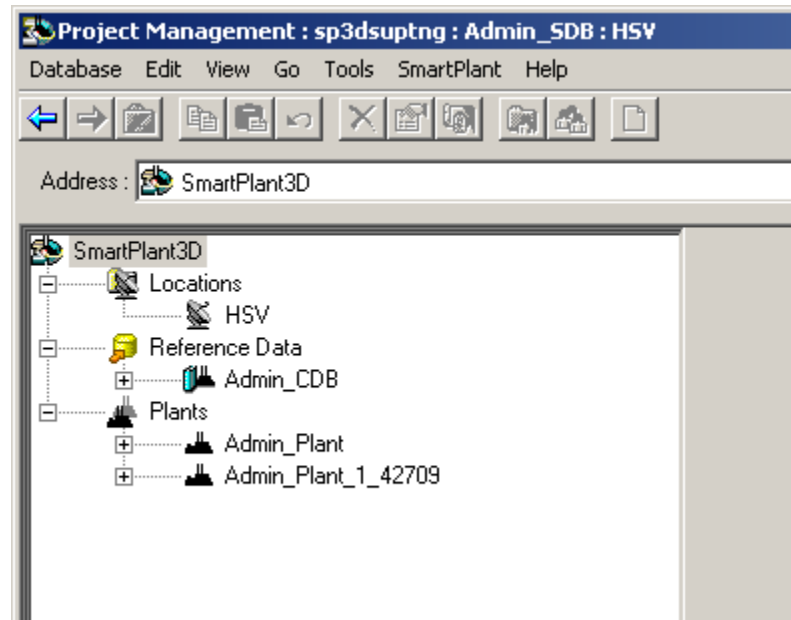 Project Management : sp3dsuptng : Admin_SDB : HSV
Database Edit View Go Tools SmartPlant Help
Address : SmartPlant3D
SmartPlant3D
Locations
HSV
Reference Data
Admin_CDB
Plants
Admin_Plant
Admin_Plant_1_42709